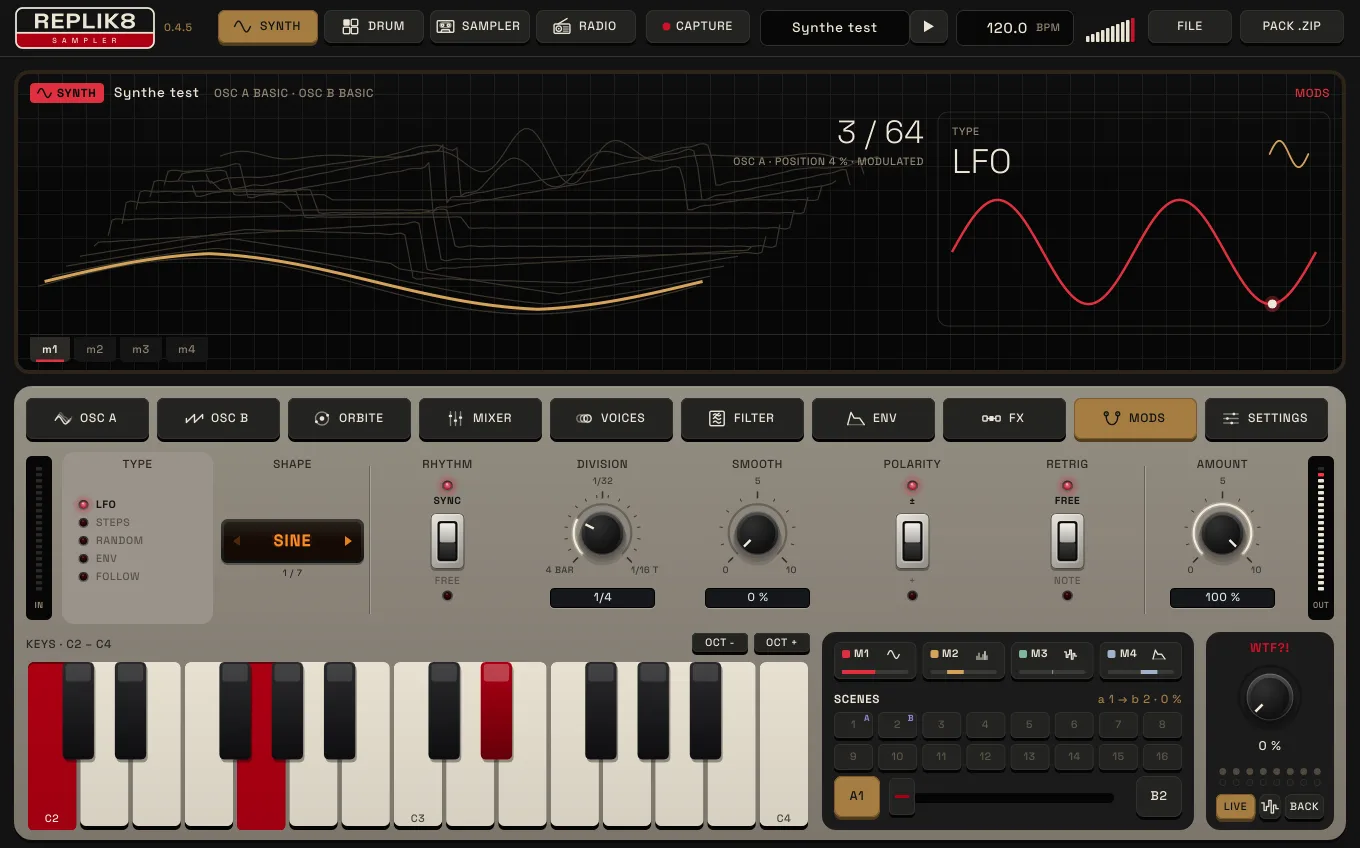 REPLIK8
SAMPLER
0.4.5
SYNTH
DRUM
SAMPLER
RADIO
CAPTURE
Synthe test
120.0 BPM
FILE
PACK .ZIP
SYNTH Synthe test OSC A BASIC · OSC B BASIC
MODS
3 / 64
OSC A · POSITION 4 % · MODULATED
TYPE
LFO
m1 m2 m3 m4
OSC A
OSC B
ORBITE
MIXER
VOICES
FILTER
ENV
FX
MODS
SETTINGS
IN
TYPE
LFO
STEPS
RANDOM
ENV
FOLLOW
SHAPE
SINE
1 / 7
RHYTHM
SYNC
FREE
DIVISION
1/32
4 BAR 1/16 T
1/4
SMOOTH
5
0 10
0 %
POLARITY
±
+
RETRIG
FREE
NOTE
AMOUNT
5
0 10
100 %
OUT
KEYS · C2 – C4
OCT -
OCT +
C2 C3 C4
M1 M2 M3 M4
SCENES
a 1 → b 2 · 0 %
1 A 2 B 3 4 5 6 7 8
9 10 11 12 13 14 15 16
A1
B2
WTF?!
0 %
LIVE
BACK